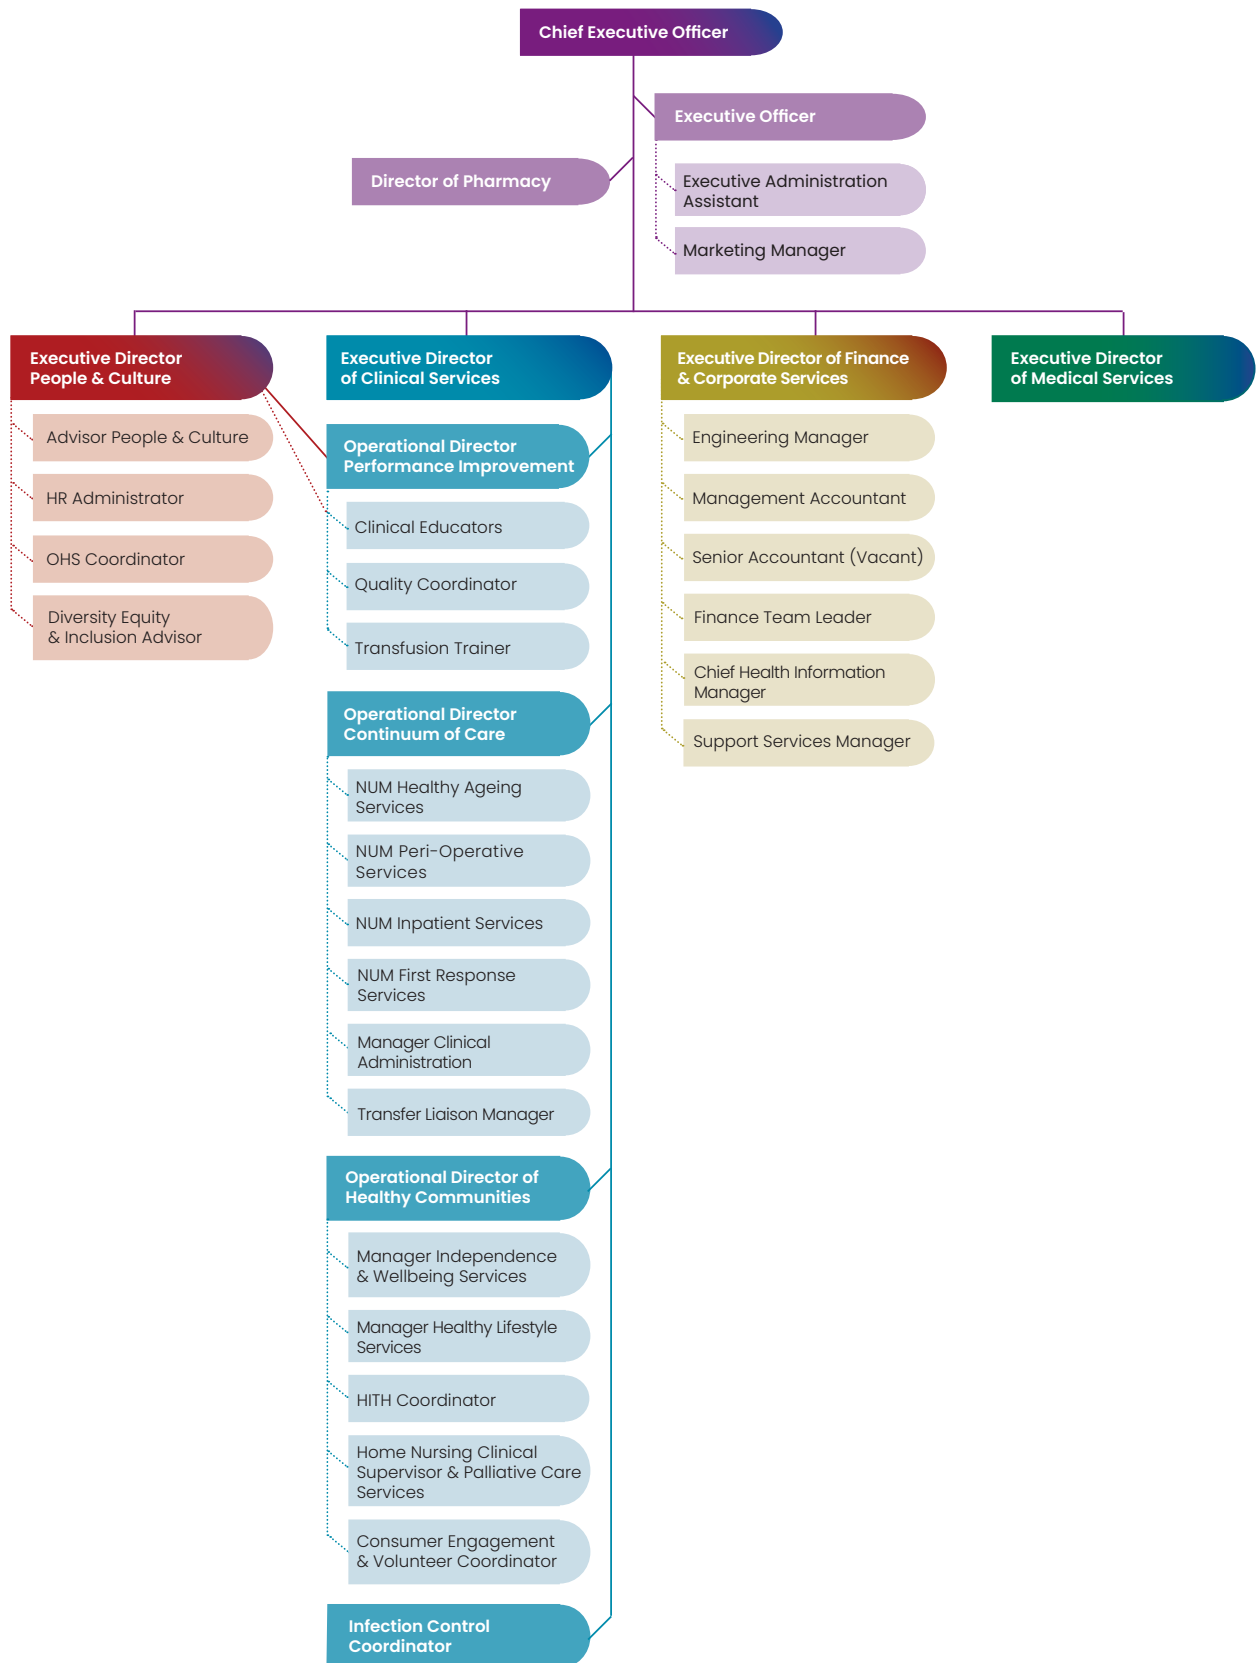 Chief Executive Officer
Executive Officer
Director of Pharmacy
Executive Administration
Assistant
Marketing Manager
Executive Director
People & Culture
Advisor People & Culture
HR Administrator
OHS Coordinator
Diversity Equity
& Inclusion Advisor
Executive Director
of Clinical Services
Operational Director
Performance Improvement
Clinical Educators
Quality Coordinator
Transfusion Trainer
Operational Director
Continuum of Care
NUM Healthy Ageing
Services
NUM Peri-Operative
Services
NUM Inpatient Services
NUM First Response
Services
Manager Clinical
Administration
Transfer Liaison Manager
Operational Director of
Healthy Communities
Manager Independence
& Wellbeing Services
Manager Healthy Lifestyle
Services
HITH Coordinator
Home Nursing Clinical
Supervisor & Palliative Care
Services
Consumer Engagement
& Volunteer Coordinator
Infection Control
Coordinator
Executive Director of Finance
& Corporate Services
Engineering Manager
Management Accountant
Senior Accountant (Vacant)
Finance Team Leader
Chief Health Information
Manager
Support Services Manager
Executive Director
of Medical Services